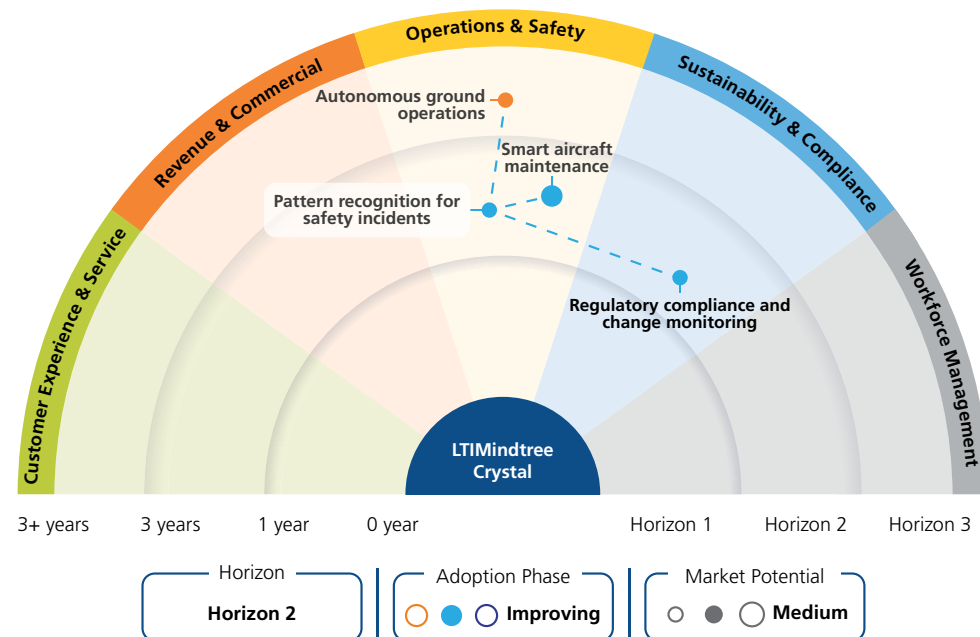 Operations & Safety
Revenue & Commercial
Sustainability & Compliance
Customer Experience & Service
Workforce Management
Autonomous ground
operations
Smart aircraft
maintenance
Pattern recognition for
safety incidents
Regulatory compliance and
change monitoring
LTIMindtree
Crystal
3+ years
3 years
1 year
0 year
Horizon 1
Horizon 2
Horizon 3
Horizon
Horizon 2
Adoption Phase
Improving
Market Potential
Medium